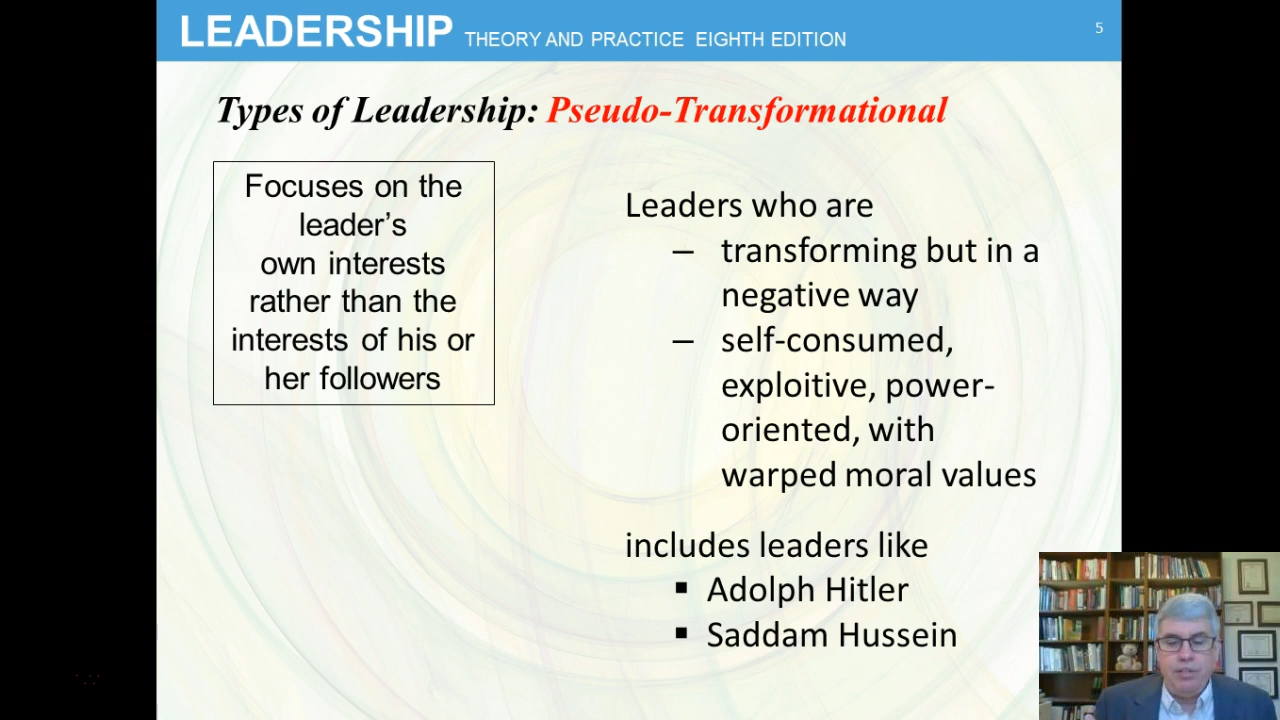 LEADERSHIP THEORY AND PRACTICE EIGHTH EDITION
5
Types of Leadership: Pseudo-Transformational
Focuses on the
leader’s
own interests
rather than the
interests of his or
her followers
Leaders who are
– transforming but in a
negative way
– self-consumed,
exploitive, power-
oriented, with
warped moral values
includes leaders like
▪ Adolph Hitler
▪ Saddam Hussein